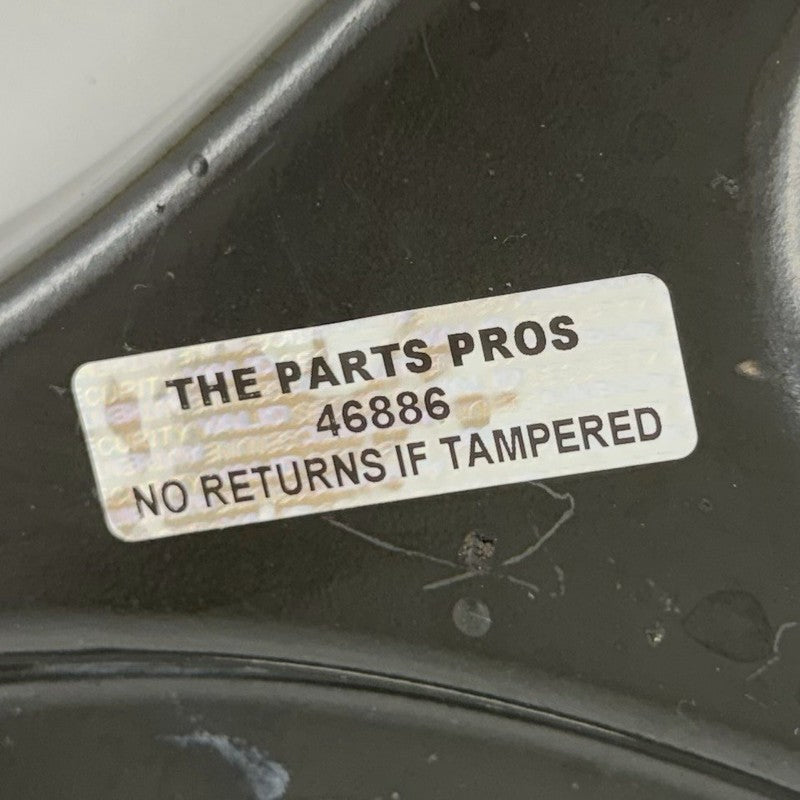 THE PARTS PROS
46886
NO RETURNS IF TAMPERED